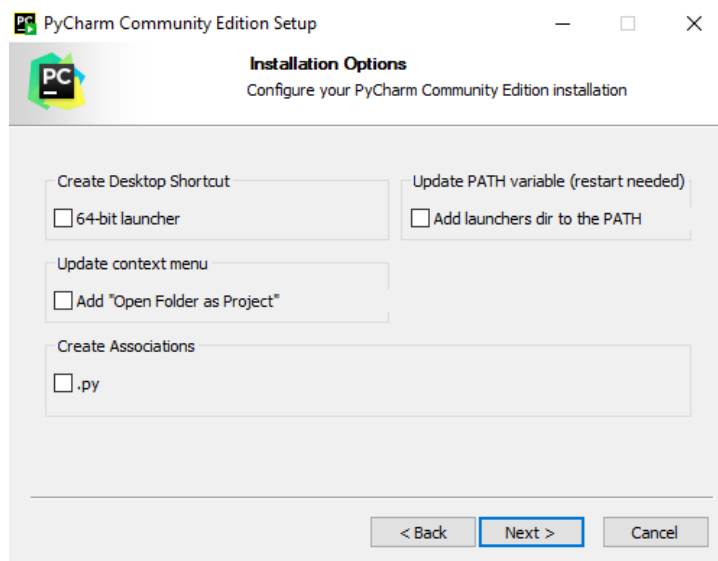 PyCharm Community Edition Setup
PC
Installation Options
Configure your PyCharm Community Edition installation
Create Desktop Shortcut
64-bit launcher
Update PATH variable (restart needed)
Add launchers dir to the PATH
Update context menu
Add "Open Folder as Project"
Create Associations
.py
< Back
Next >
Cancel